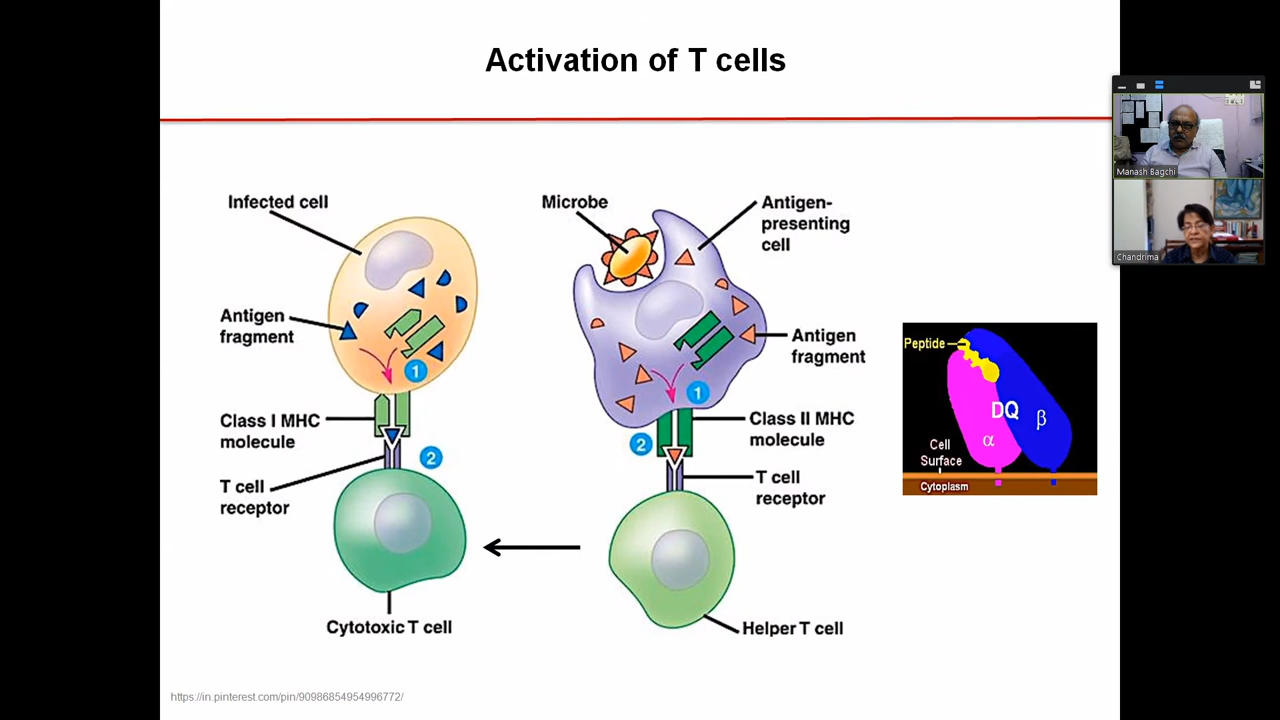 Activation of T cells
Infected cell
Microbe
Antigen-
presenting
cell
Antigen
fragment
Antigen
fragment
1
1
Class I MHC
molecule
2
2
Class II MHC
molecule
T cell
receptor
T cell
receptor
Cytotoxic T cell
Helper T cell
Peptide
DQ
α
β
Cell
Surface
Cytoplasm
Manash Bagchi
Chandrima
https://in.pinterest.com/pin/90986854954996772/